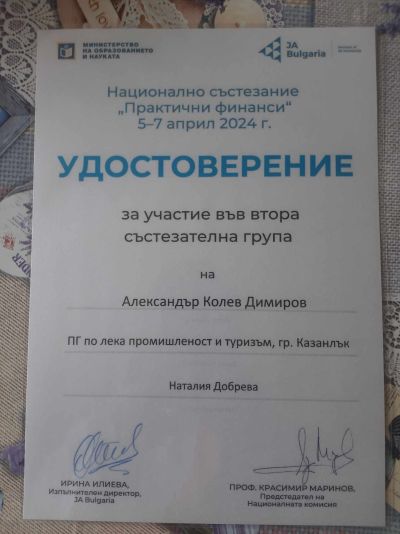 МИНИСТЕРСТВО
НА ОБРАЗОВАНИЕТО
И НАУКАТА
JA
Bulgaria
Национално състезание
„Практични финанси“
5–7 април 2024 г.
УДОСТОВЕРЕНИЕ
за участие във втора
състезателна група
на
Александър Колев Димиров
ПГ по лека промишленост и туризъм, гр. Казанлък
Наталия Добрева
ИРИНА ИЛИЕВА,
Изпълнителен директор,
JA Bulgaria
ПРОФ. КРАСИМИР МАРИНОВ,
Председател на
Националната комисия